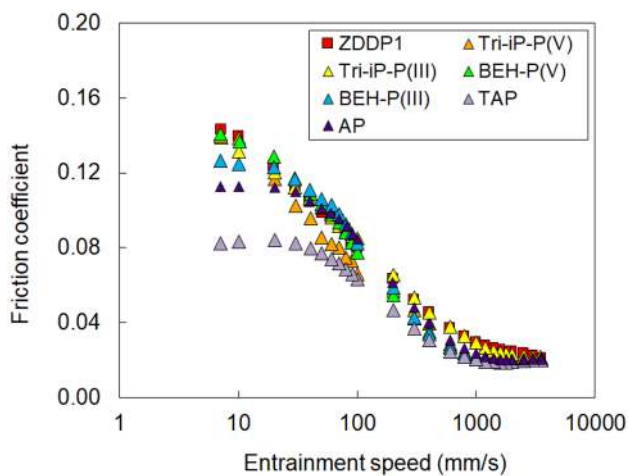 0.20
0.16
0.12
0.08
0.04
0.00
Friction coefficient
ZDDP1
Tri-iP-P(V)
Tri-iP-P(III)
BEH-P(V)
BEH-P(III)
TAP
AP
1
10
100
1000
10000
Entrainment speed (mm/s)